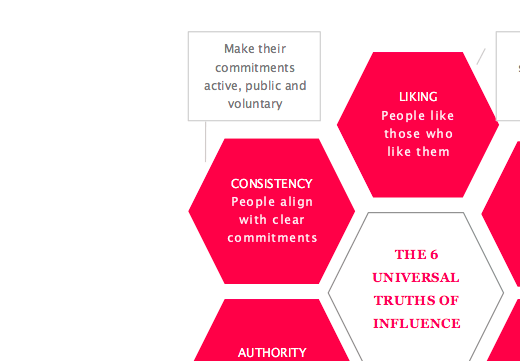 Make their
commitments
active, public and
voluntary
LIKING
People like
those who
like them
CONSISTENCY
People align
with clear
commitments
THE 6
UNIVERSAL
TRUTHS OF
INFLUENCE
AUTHORITY